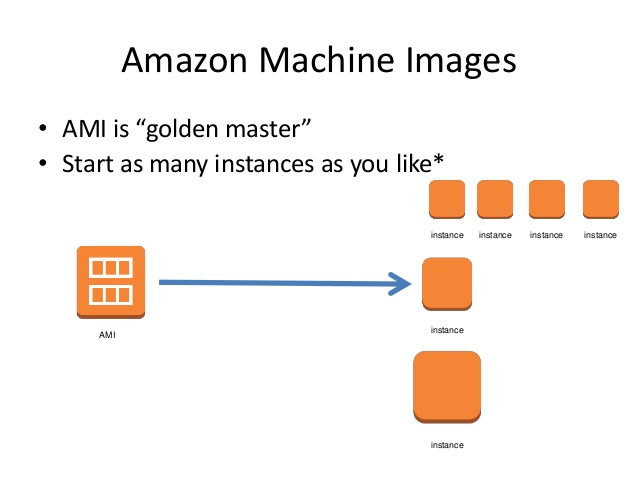 Amazon Machine Images
• AMI is “golden master”
• Start as many instances as you like*
instance instance instance instance
AMI
instance
instance